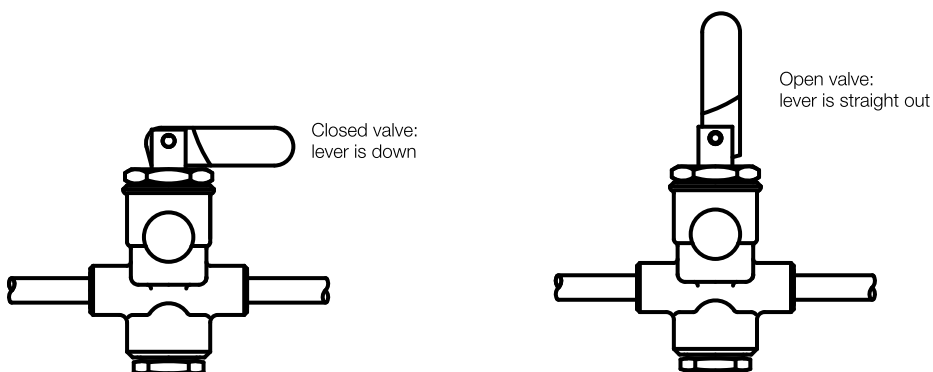 Closed valve:
lever is down
Open valve:
lever is straight out